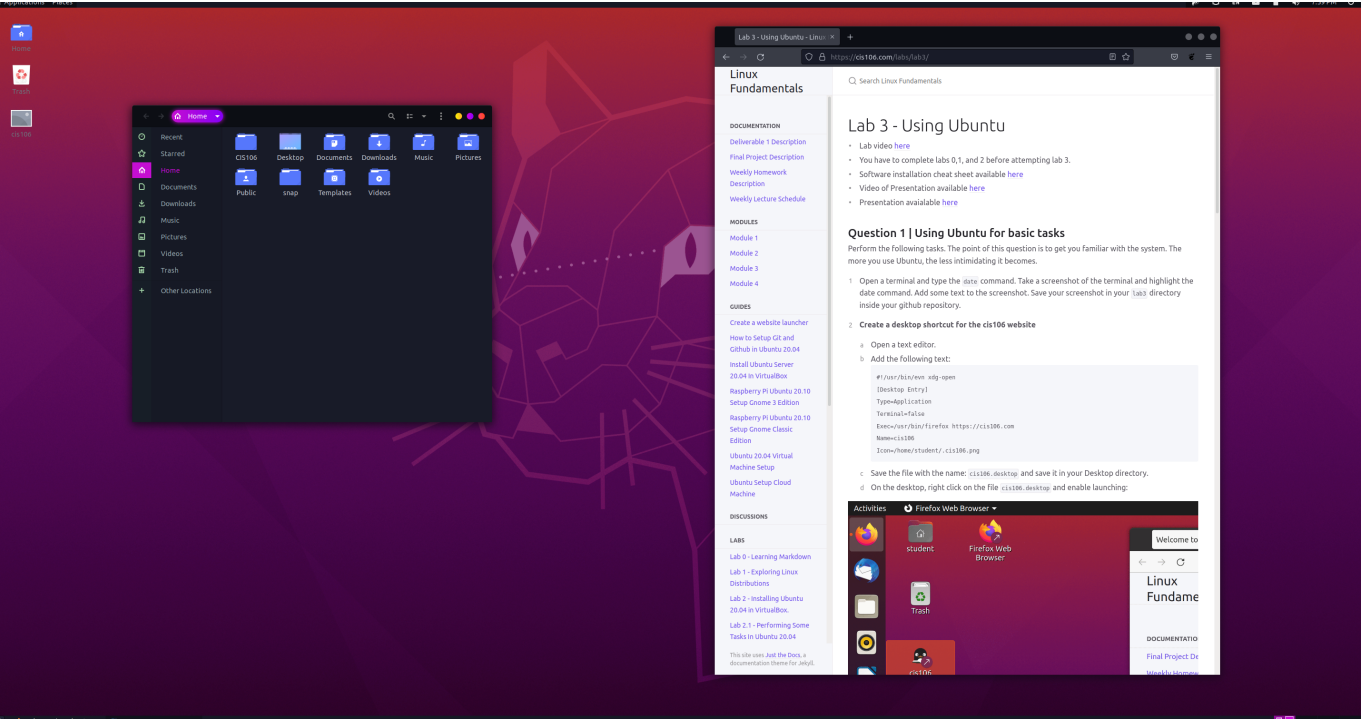 Applications Places
1:59 PM
Home
Trash
cis106
Home
Recent
Starred
Home
Documents
Downloads
Music
Pictures
Videos
Trash
Other Locations
CIS106 Desktop Documents Downloads Music Pictures
Public snap Templates Videos
Lab 3 - Using Ubuntu - Linux
https://cis106.com/labs/lab3/
Linux
Fundamentals
DOCUMENTATION
Deliverable 1 Description
Final Project Description
Weekly Homework
Description
Weekly Lecture Schedule
MODULES
Module 1
Module 2
Module 3
Module 4
GUIDES
Create a website launcher
How to Setup Git and
Github in Ubuntu 20.04
Install Ubuntu Server
20.04 in VirtualBox
Raspberry Pi Ubuntu 20.10
Setup Gnome 3 Edition
Raspberry Pi Ubuntu 20.10
Setup Gnome Classic
Edition
Ubuntu 20.04 Virtual
Machine Setup
Ubuntu Setup Cloud
Machine
DISCUSSIONS
LABS
Lab 0 - Learning Markdown
Lab 1 - Exploring Linux
Distributions
Lab 2 - Installing Ubuntu
20.04 in VirtualBox.
Lab 2.1 - Performing Some
Tasks in Ubuntu 20.04
This site uses Just the Docs, a
documentation theme for Jekyll.
Search Linux Fundamentals
Lab 3 - Using Ubuntu
• Lab video here
• You have to complete labs 0,1, and 2 before attempting lab 3.
• Software installation cheat sheet available here
• Video of Presentation available here
• Presentation avaialable here
Question 1 | Using Ubuntu for basic tasks
Perform the following tasks. The point of this question is to get you familiar with the system. The
more you use Ubuntu, the less intimidating it becomes.
1 Open a terminal and type the date command. Take a screenshot of the terminal and highlight the
date command. Add some text to the screenshot. Save your screenshot in your lab3 directory
inside your github repository.
2 Create a desktop shortcut for the cis106 website
a Open a text editor.
b Add the following text:
#!/usr/bin/evn xdg-open
[Desktop Entry]
Type=Application
Terminal=false
Exec=/usr/bin/firefox https://cis106.com
Name=cis106
Icon=/home/student/.cis106.png
c Save the file with the name: cis106.desktop and save it in your Desktop directory.
d On the desktop, right click on the file cis106.desktop and enable launching:
Activities Firefox Web Browser
student
Firefox Web
Browser
Trash
cis106
Welcome to
Linux
Fundame
DOCUMENTATIO
Final Project De
Weekly Homew